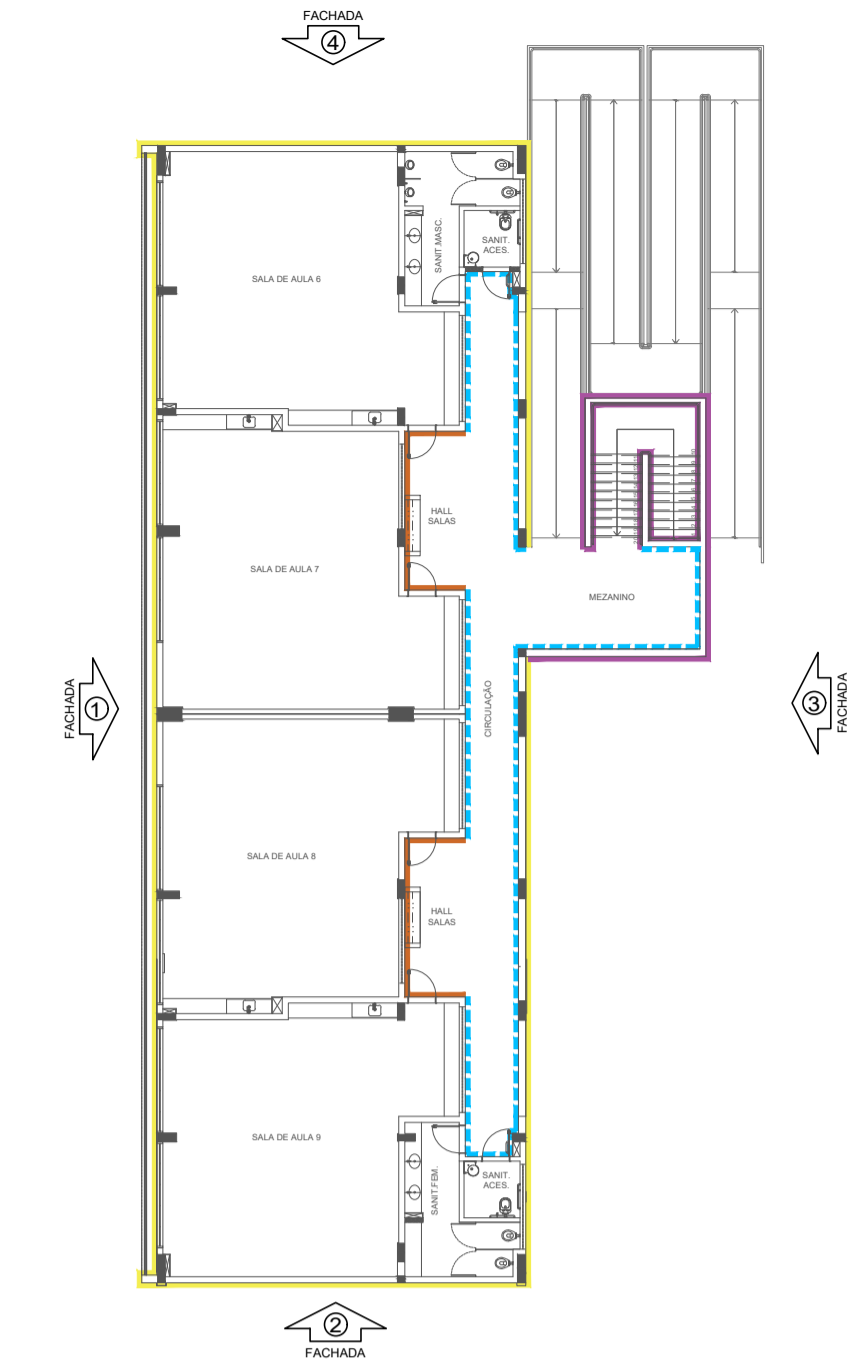 FACHADA
4
SANIT.MASC.
SANIT.
ACES.
SALA DE AULA 6
HALL
SALAS
SALA DE AULA 7
MEZANINO
FACHADA
1
CIRCULAÇÃO
3
FACHADA
SALA DE AULA 8
HALL
SALAS
SALA DE AULA 9
SANIT.FEM.
SANIT.
ACES.
2
FACHADA